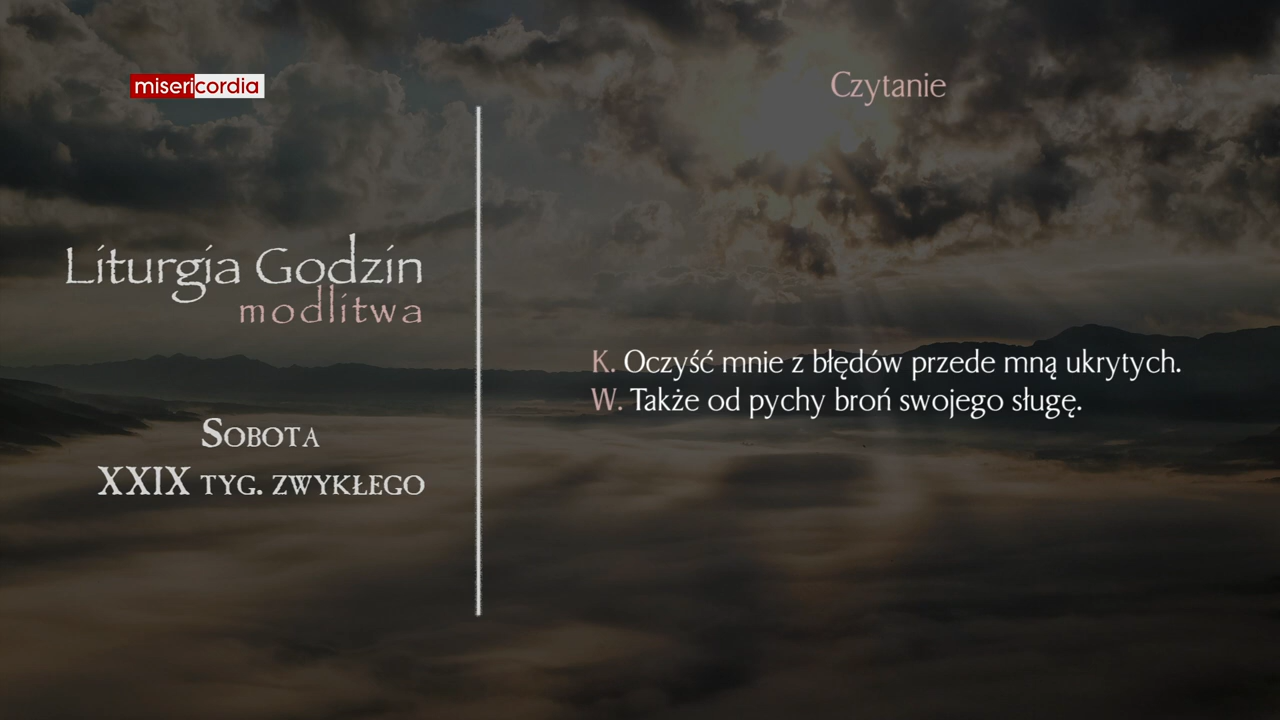 misericordia
Liturgia Godzin
modlitwa
Sobota
XXIX tyg. zwykłego
Czytanie
K. Oczyść mnie z błędów przede mną ukrytych.
W. Także od pychy broń swojego sługę.